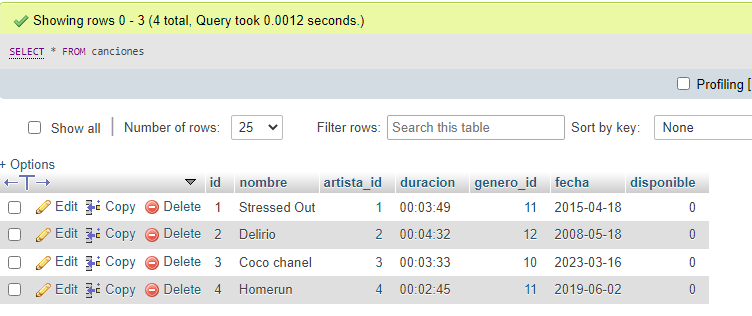 Showing rows 0 - 3 (4 total, Query took 0.0012 seconds.)
SELECT * FROM canciones
Profiling [
Show all Number of rows: 25 Filter rows: Search this table Sort by key: None
+ Options
id nombre artista_id duracion genero_id fecha disponible
Edit Copy Delete 1 Stressed Out 1 00:03:49 11 2015-04-18 0
Edit Copy Delete 2 Delirio 2 00:04:32 12 2008-05-18 0
Edit Copy Delete 3 Coco chanel 3 00:03:33 10 2023-03-16 0
Edit Copy Delete 4 Homerun 4 00:02:45 11 2019-06-02 0